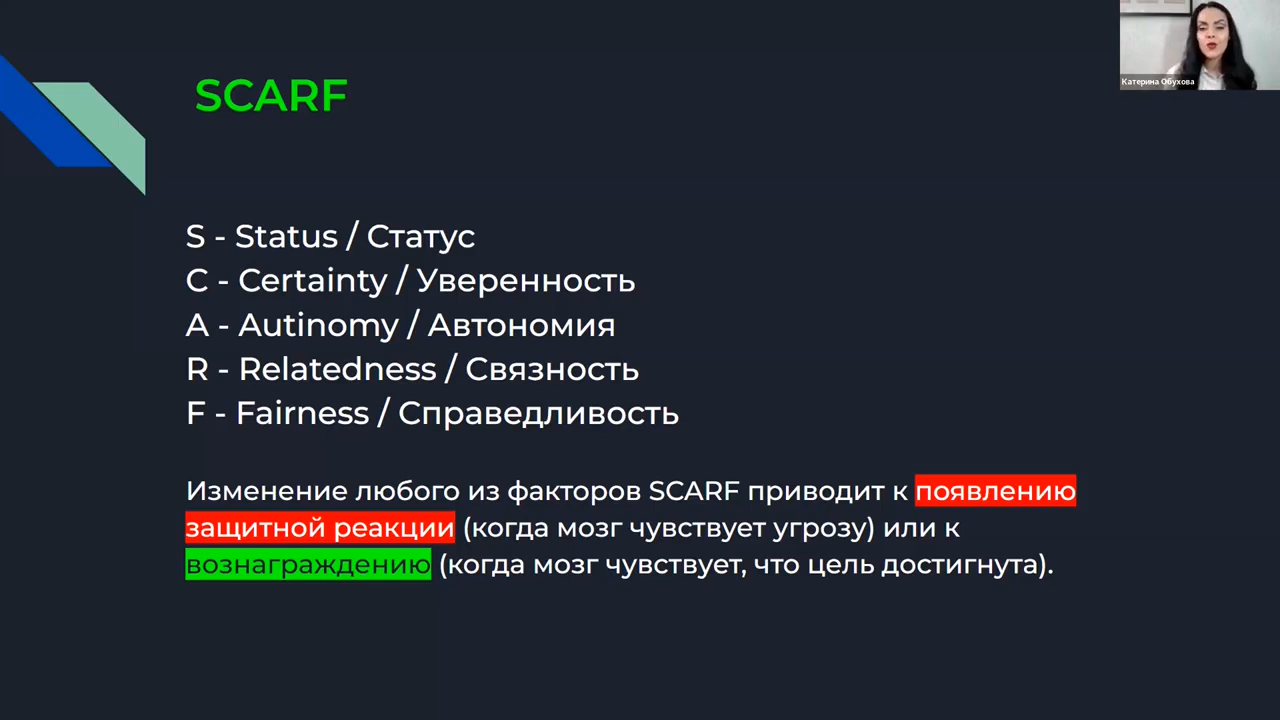 Катерина Обухова
SCARF
S - Status / Статус
C - Certainty / Уверенность
A - Autinomy / Автономия
R - Relatedness / Связность
F - Fairness / Справедливость
Изменение любого из факторов SCARF приводит к появлению
защитной реакции (когда мозг чувствует угрозу) или к
вознаграждению (когда мозг чувствует, что цель достигнута).